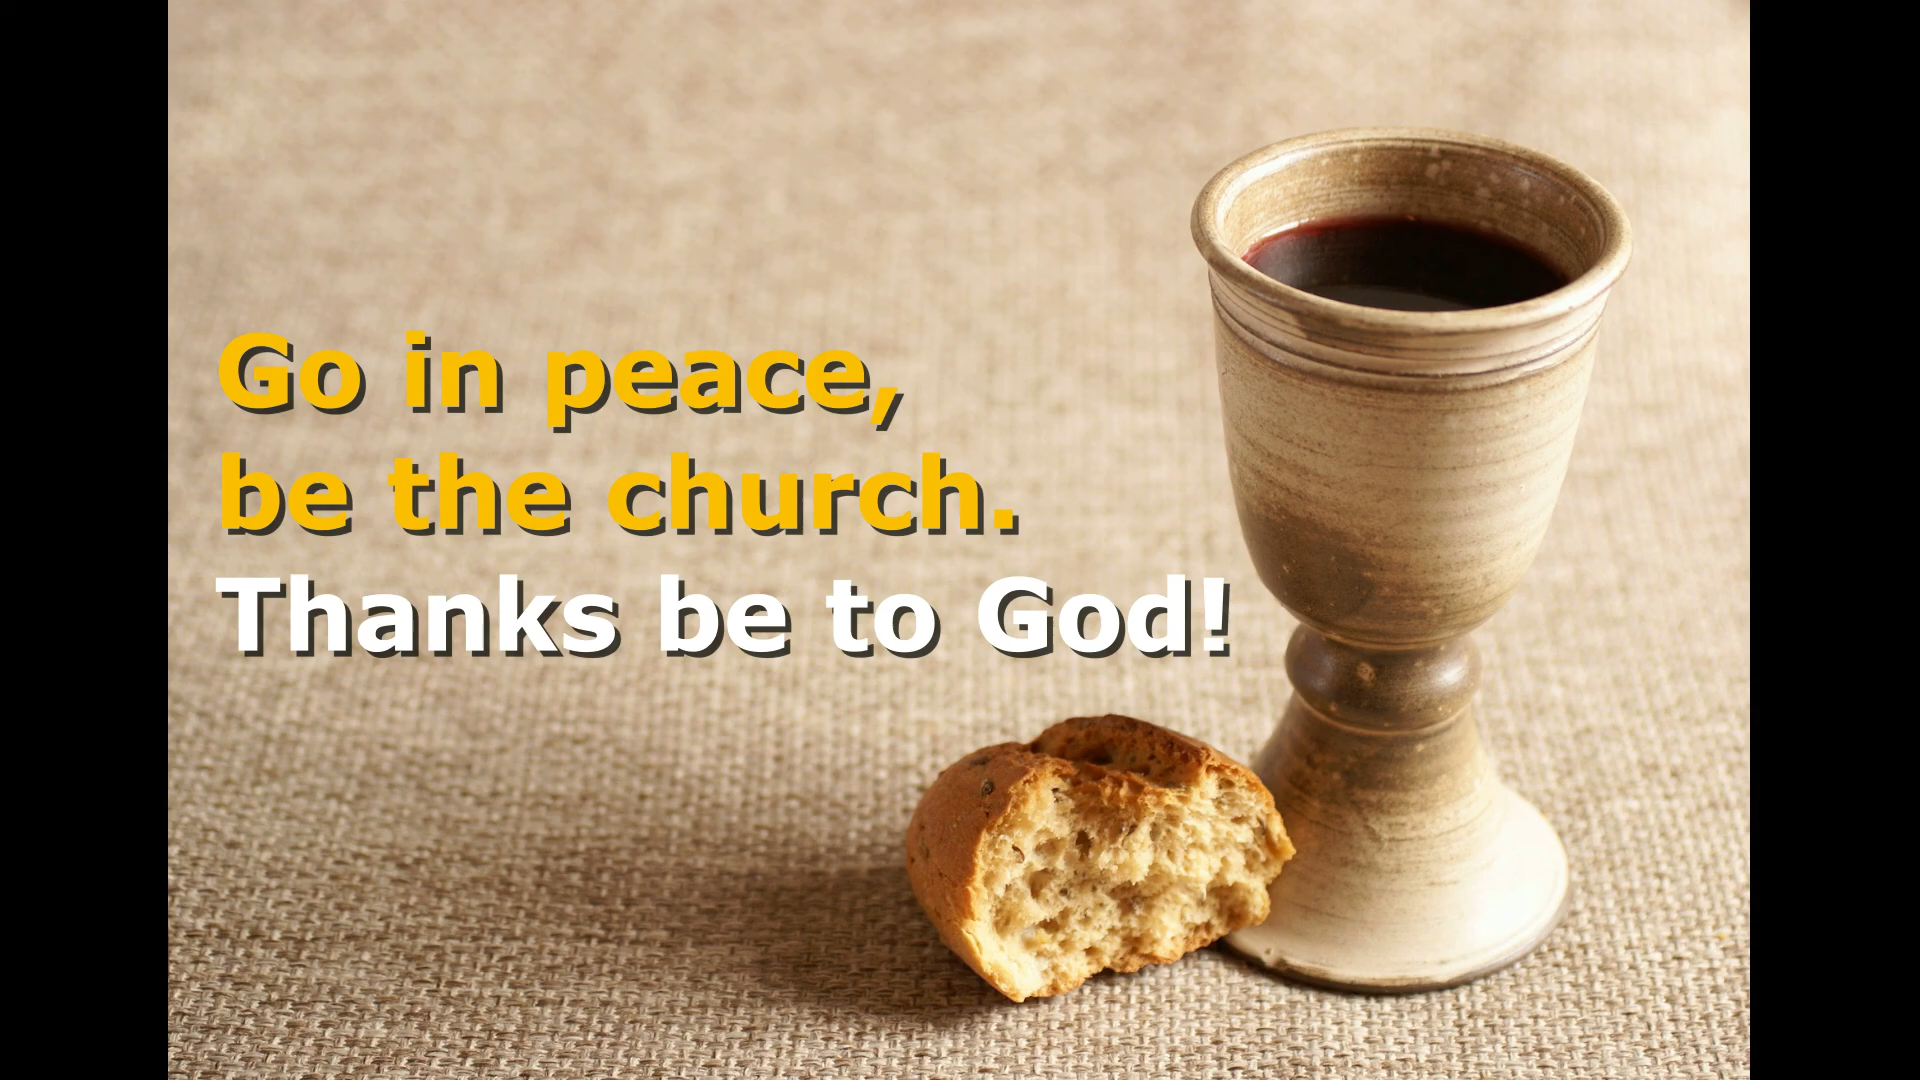 Go in peace,
be the church.
Thanks be to God!